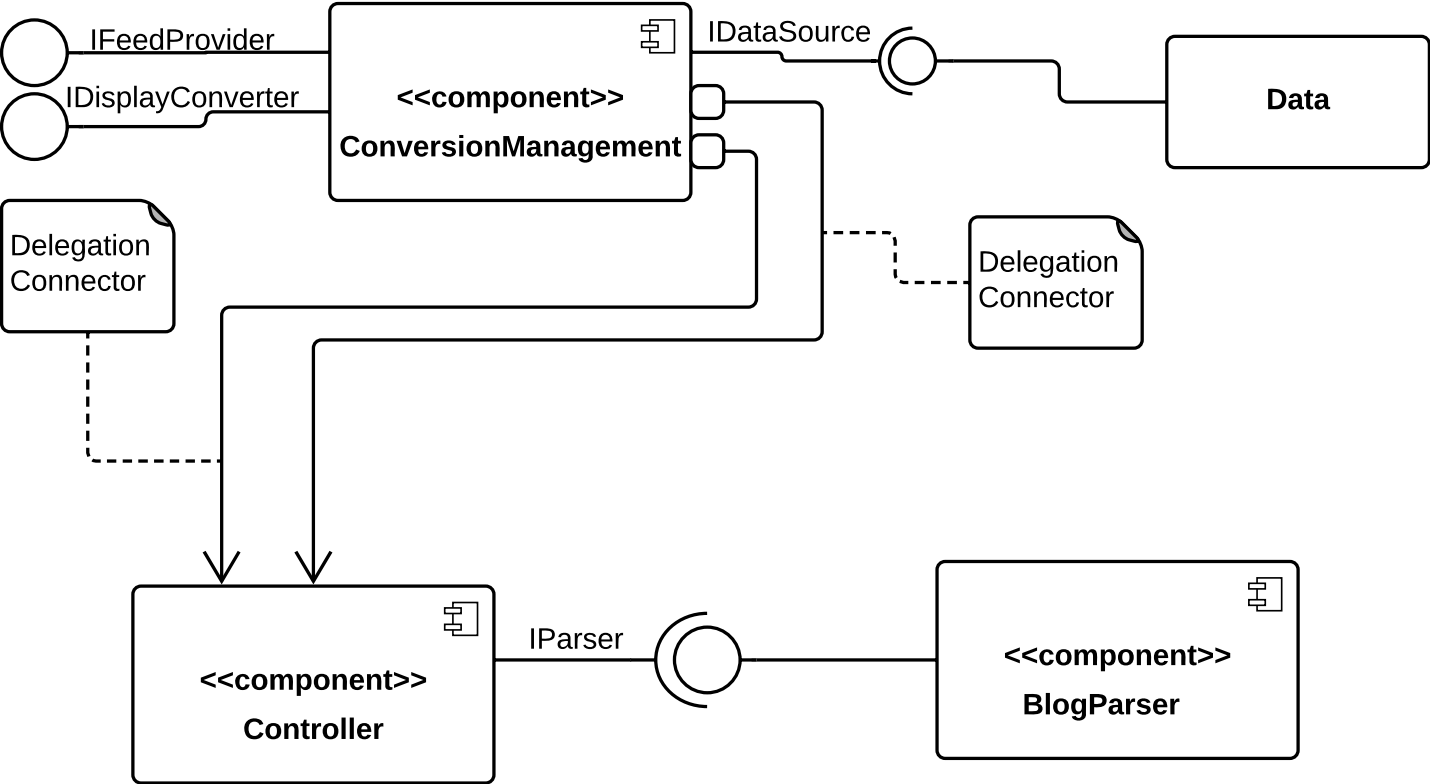 IFeedProvider
IDisplayConverter
<<component>>
ConversionManagement
IDataSource
Data
Delegation
Connector
Delegation
Connector
<<component>>
Controller
IParser
<<component>>
BlogParser